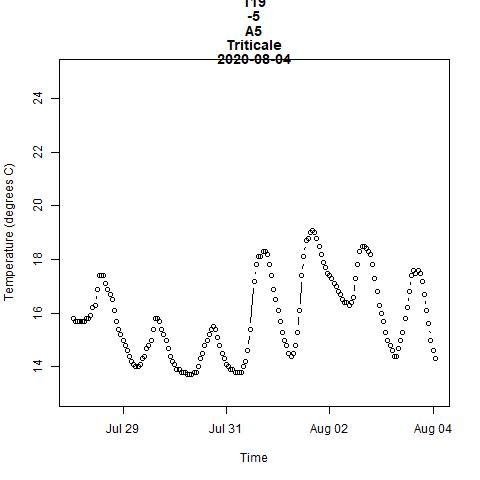 T19
-5
A5
Triticale
2020-08-04
24
22
20
18
16
14
Temperature (degrees C)
Jul 29
Jul 31
Aug 02
Aug 04
Time